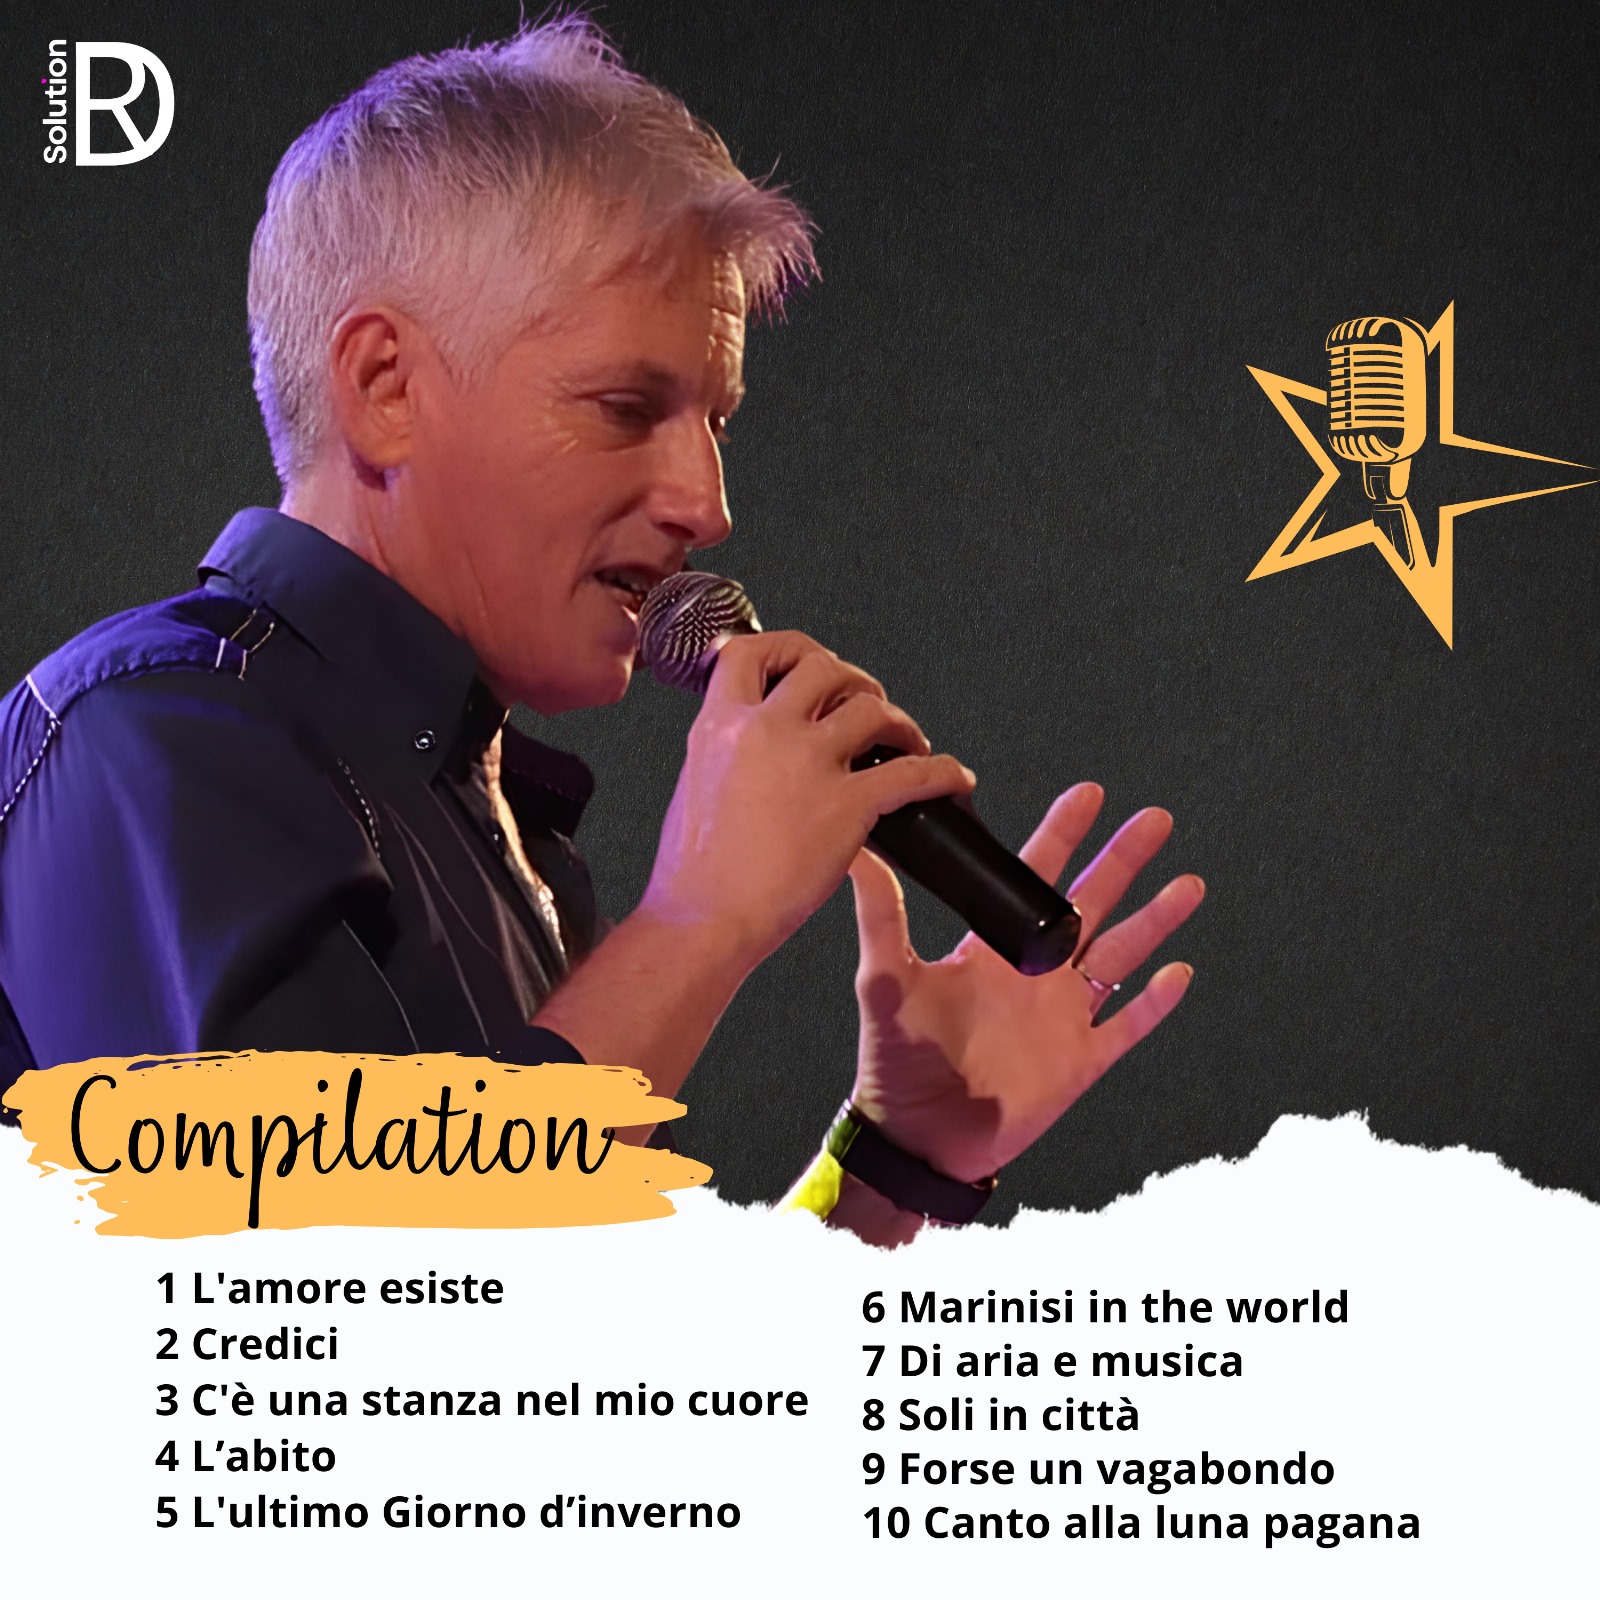 Solution
DR
Compilation
1 L'amore esiste
2 Credici
3 C'è una stanza nel mio cuore
4 L’abito
5 L'ultimo Giorno d’inverno
6 Marinisi in the world
7 Di aria e musica
8 Soli in città
9 Forse un vagabondo
10 Canto alla luna pagana